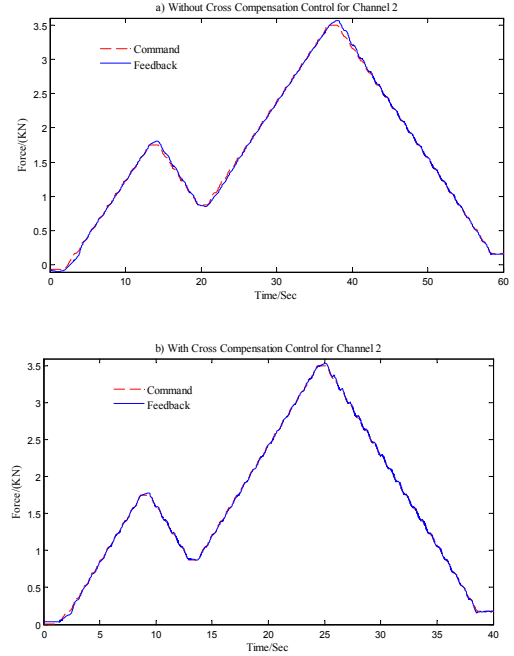 a) Without Cross Compensation Control for Channel 2
3.5
3
2.5
2
1.5
1
0.5
0
Force/(KN)
Command
Feedback
0 10 20 30 40 50 60
Time/Sec
b) With Cross Compensation Control for Channel 2
3.5
3
2.5
2
1.5
1
0.5
0
Force/(KN)
Command
Feedback
0 5 10 15 20 25 30 35 40
Time/Sec